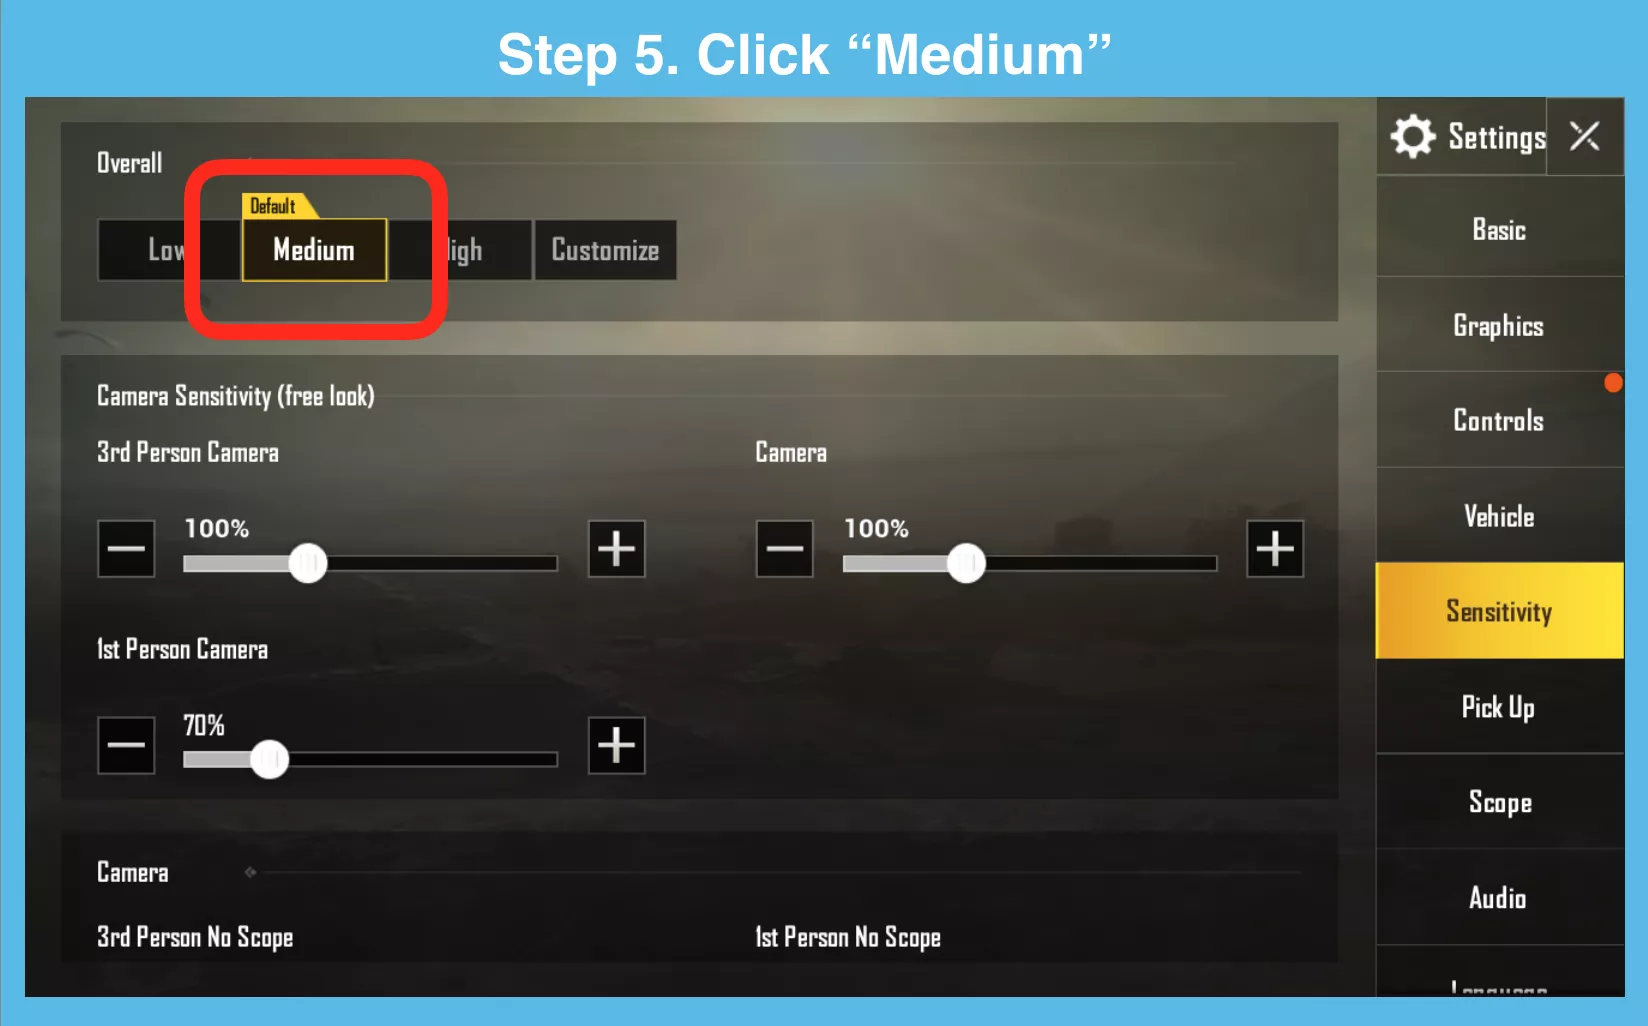 Step 5. Click “Medium”
Settings
Overall
Default
Low Medium Customize
Basic
Graphics
Camera Sensitivity (free look)
Controls
3rd Person Camera Camera
100% 100%
Vehicle
Sensitivity
1st Person Camera
Pick Up
70%
Scope
Camera
Audio
3rd Person No Scope 1st Person No Scope